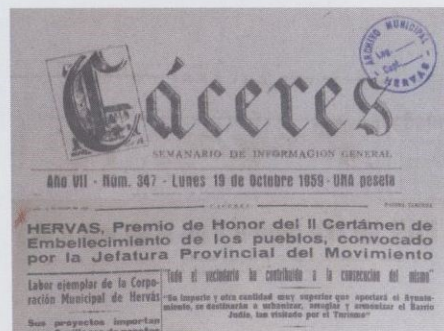 ARCHIVO MUNICIPAL
Leg.
Carp.
HERVAS
Cáceres
SEMANARIO DE INFORMACION GENERAL
Año VII - Núm. 347 - Lunes 19 de Octubre 1959 - UNA peseta
HERVAS, Premio de Honor del II Certámen de
Embellecimiento de los pueblos, convocado
por la Jefatura Provincial del Movimiento
Labor ejemplar de la Corpo-
ración Municipal de Hervás
Sus proyectos importan
"Todo el vecindario ha contribuido a la consecución del mismo"
"Su importe y otra cantidad muy superior que aportará el Ayunta-
miento, se destinarán a urbanizar, arreglar y ornamentar el Barrio
Judío, tan visitado por el Turismo"